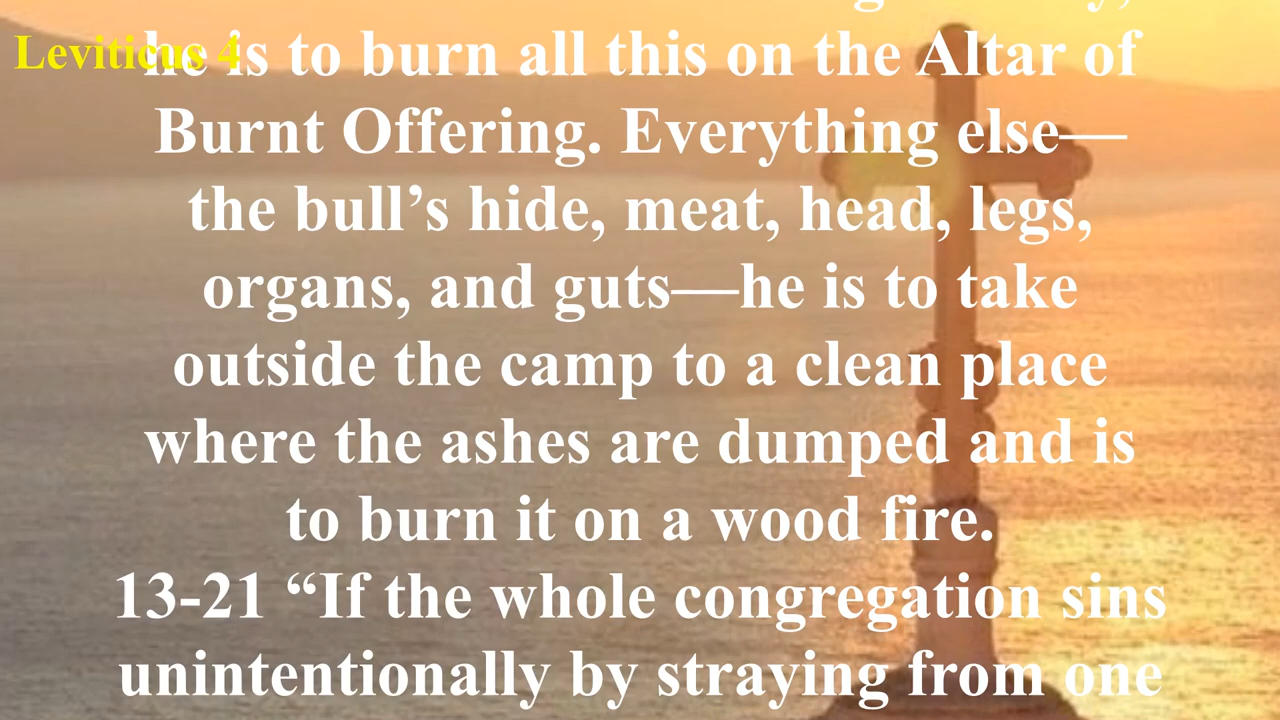 Leviticus 4
he is to burn all this on the Altar of
Burnt Offering. Everything else—
the bull’s hide, meat, head, legs,
organs, and guts—he is to take
outside the camp to a clean place
where the ashes are dumped and is
to burn it on a wood fire.
13-21 “If the whole congregation sins
unintentionally by straying from one